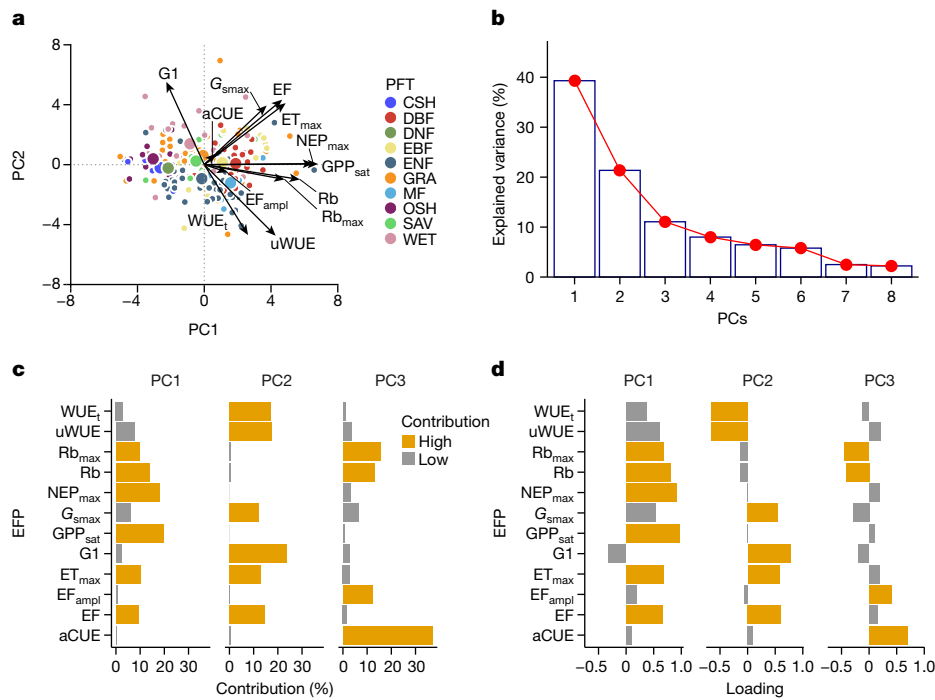 a
8
4
0
−4
−8
PC2
−8
−4
0
4
8
PC1
G1
Gsmax
EF
aCUE
ETmax
NEPmax
GPPsat
Rb
Rbmax
EFampl
WUEt
uWUE
PFT
CSH
DBF
DNF
EBF
ENF
GRA
MF
OSH
SAV
WET
b
Explained variance (%)
40
30
20
10
0
1 2 3 4 5 6 7 8
PCs
c
PC1 PC2 PC3
EFP
WUEt
uWUE
Rbmax
Rb
NEPmax
Gsmax
GPPsat
G1
ETmax
EFampl
EF
aCUE
Contribution
High
Low
0 10 20 30 0 10 20 30 0 10 20 30
Contribution (%)
d
PC1 PC2 PC3
EFP
WUEt
uWUE
Rbmax
Rb
NEPmax
Gsmax
GPPsat
G1
ETmax
EFampl
EF
aCUE
−0.5 0 0.5 1.0 −0.5 0 0.5 1.0 −0.5 0 0.5 1.0
Loading